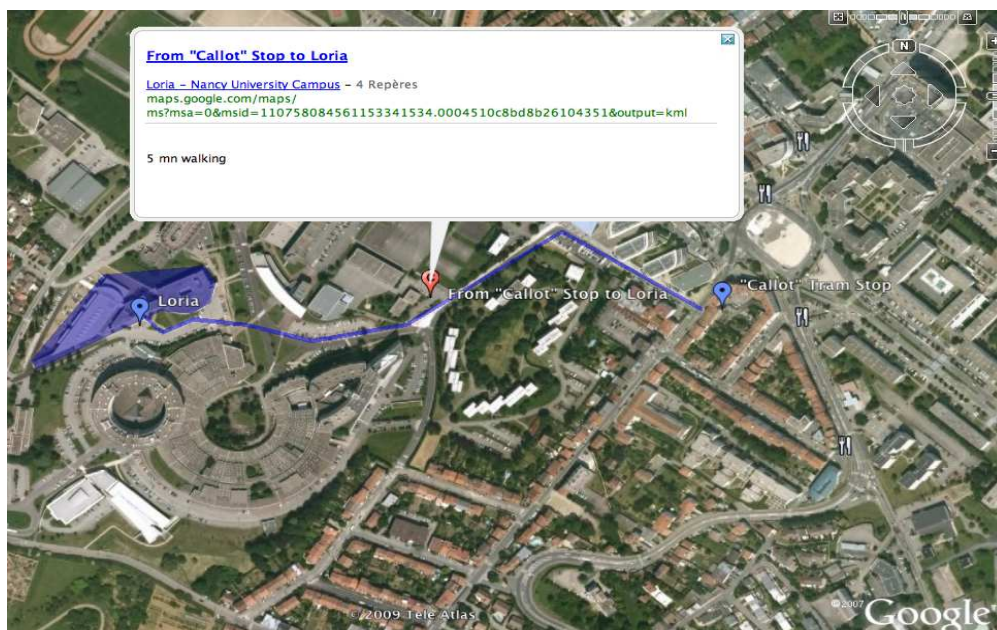 From "Callot" Stop to Loria
Loria – Nancy University Campus – 4 Repères
maps.google.com/maps/
ms?msa=0&msid=110758084561153341534.0004510c8bd8b26104351&output=kml
5 mn walking
N
"Callot" Tram Stop
From "Callot" Stop to Loria
Loria
© 2009 Tele Atlas
©2007 Google